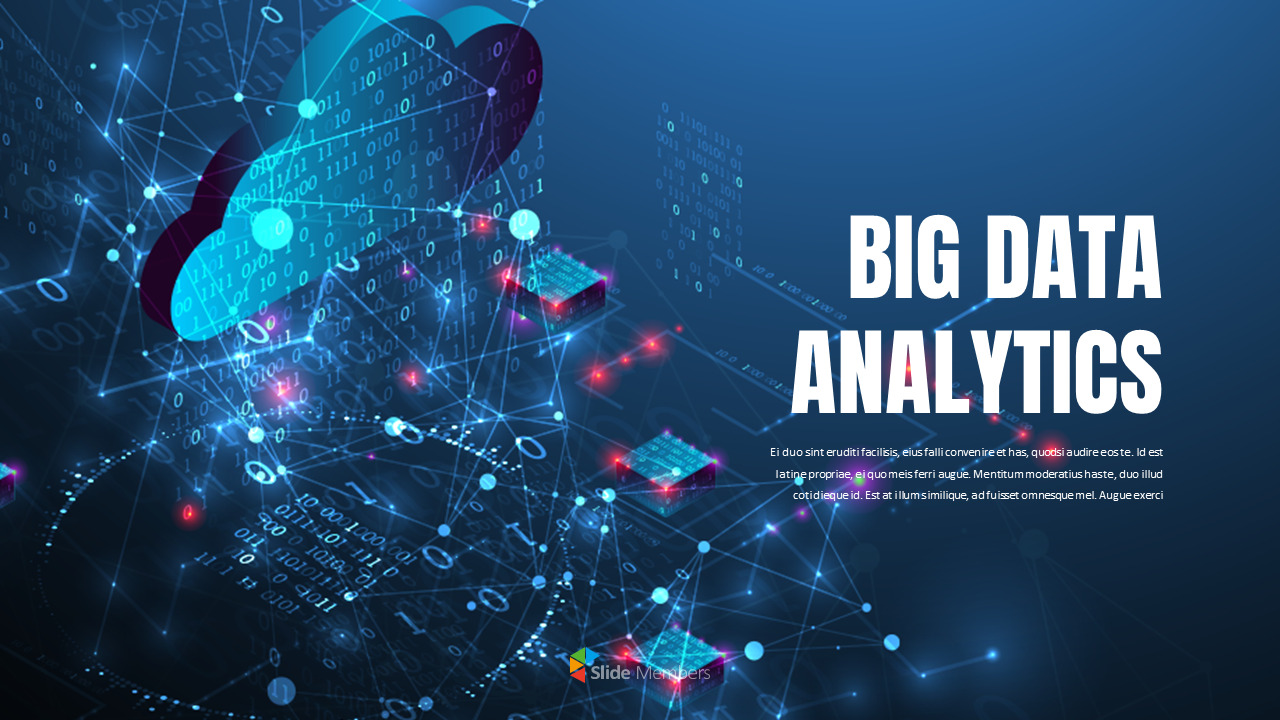 BIG DATA
ANALYTICS
Ei duo sint eruditi facilisis, eius falli convenire et has, quodsi audire eos te. Id est
latine propriae, ei quo meis ferri augue. Mentitum moderatius haste, duo illud
cotidieque id. Est at illum similique, ad fuisset omnesque mel. Augue exerci
Slide Members